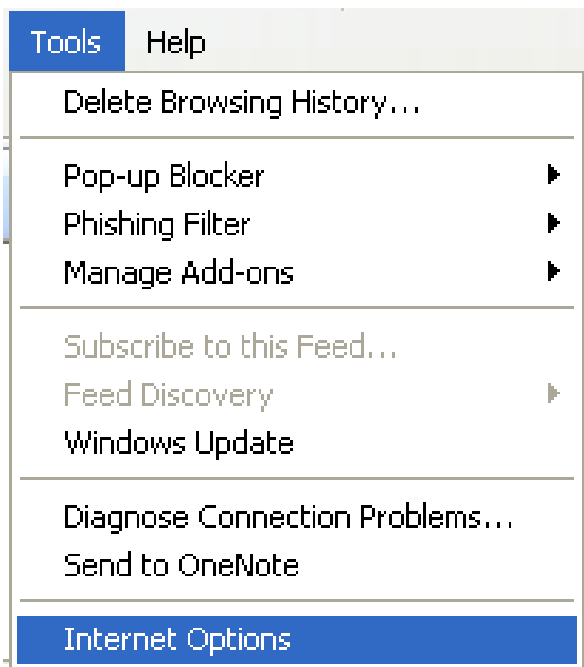 Tools Help
Delete Browsing History...
Pop-up Blocker
Phishing Filter
Manage Add-ons
Subscribe to this Feed...
Feed Discovery
Windows Update
Diagnose Connection Problems...
Send to OneNote
Internet Options